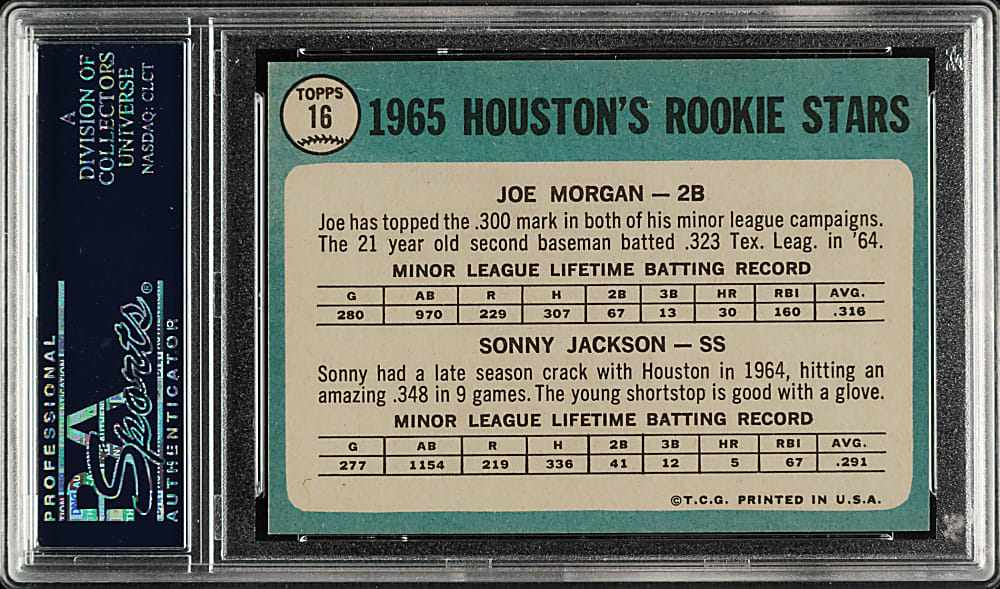 A
DIVISION OF
COLLECTORS
UNIVERSE
NASDAQ: CLCT
PROFESSIONAL
PSA
Sports®
AUTHENTICATOR
TOPPS
16
1965 HOUSTON'S ROOKIE STARS
JOE MORGAN — 2B
Joe has topped the .300 mark in both of his minor league campaigns.
The 21 year old second baseman batted .323 Tex. Leag. in '64.
MINOR LEAGUE LIFETIME BATTING RECORD
G AB R H 2B 3B HR RBI AVG.
280 970 229 307 67 13 30 160 .316
SONNY JACKSON — SS
Sonny had a late season crack with Houston in 1964, hitting an
amazing .348 in 9 games. The young shortstop is good with a glove.
MINOR LEAGUE LIFETIME BATTING RECORD
G AB R H 2B 3B HR RBI AVG.
277 1154 219 336 41 12 5 67 .291
©T.C.G. PRINTED IN U.S.A.